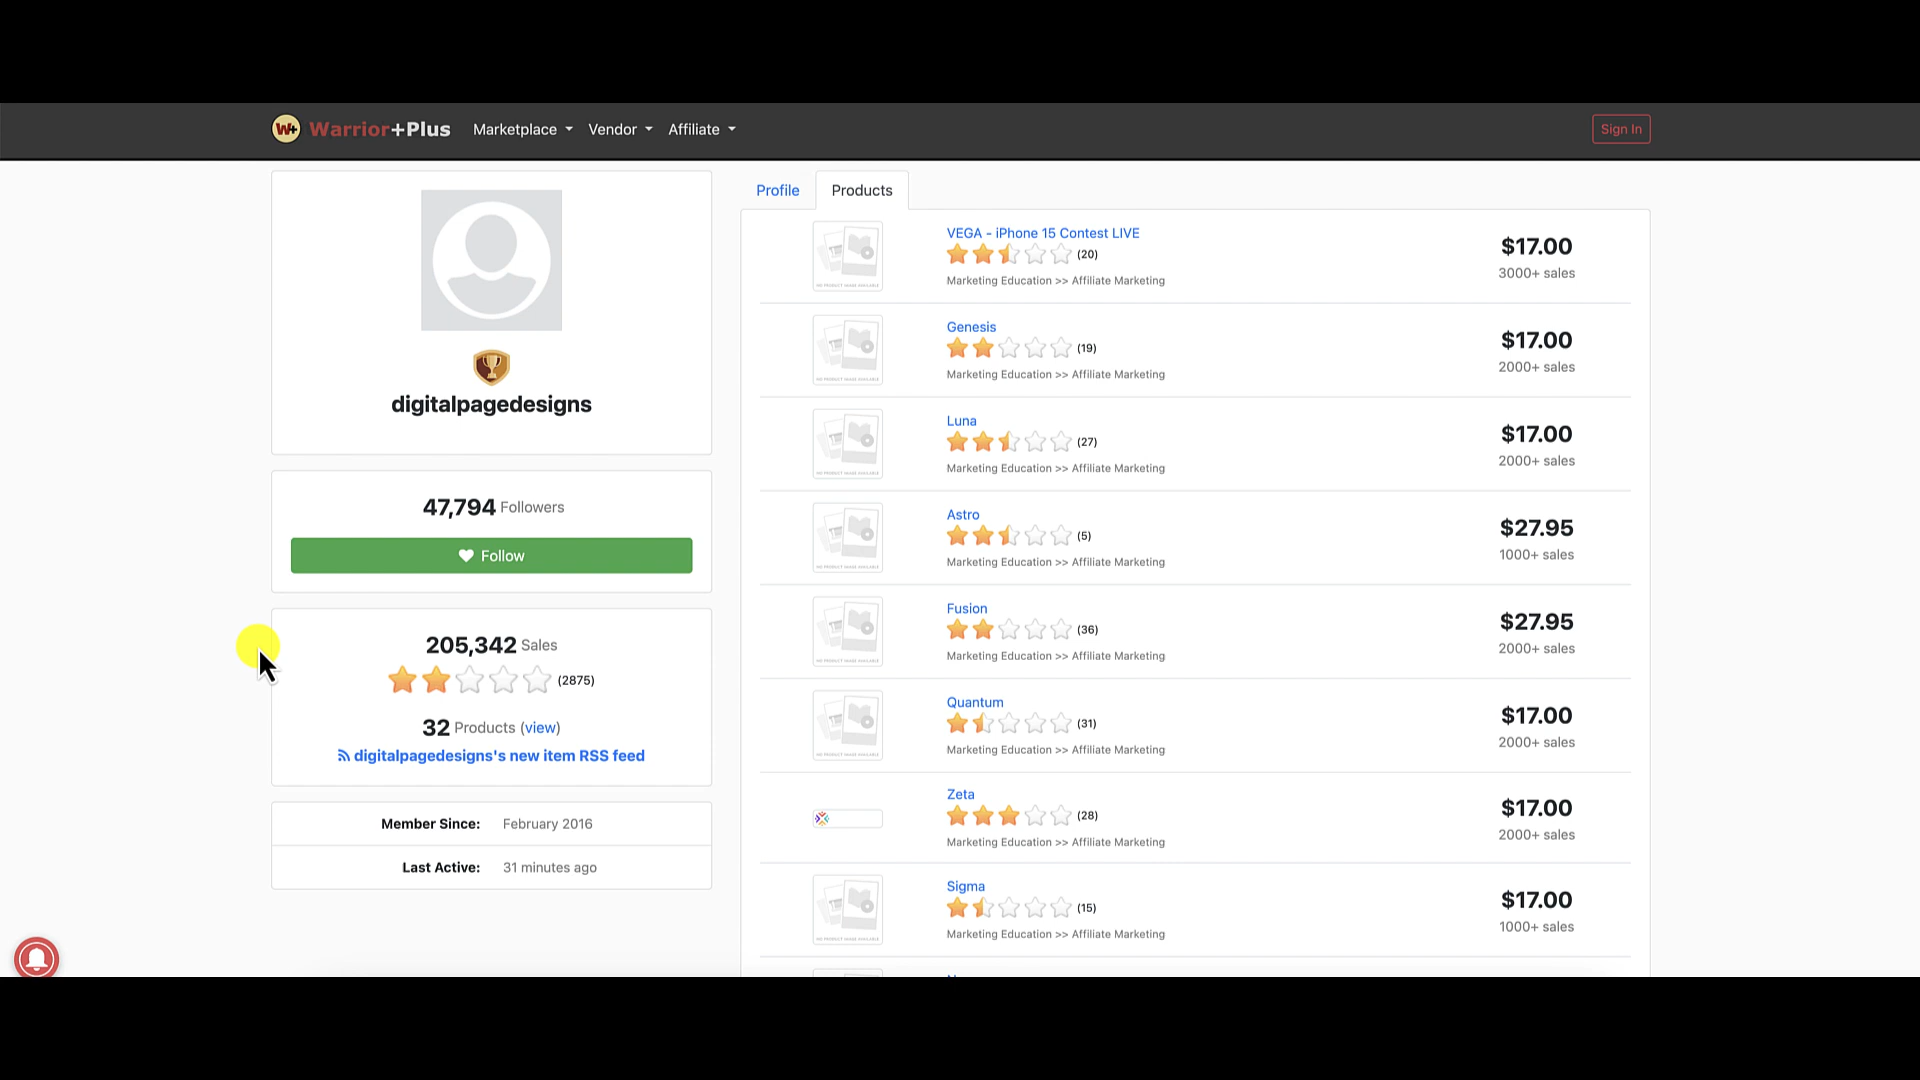 Warrior+Plus Marketplace Vendor Affiliate Sign In
digitalpagedesigns
47,794 Followers
Follow
205,342 Sales
(2875)
32 Products (view)
digitalpagedesigns's new item RSS feed
Member Since: February 2016
Last Active: 31 minutes ago
Profile Products
VEGA - iPhone 15 Contest LIVE
(20)
Marketing Education >> Affiliate Marketing
$17.00
3000+ sales
Genesis
(19)
Marketing Education >> Affiliate Marketing
$17.00
2000+ sales
Luna
(27)
Marketing Education >> Affiliate Marketing
$17.00
2000+ sales
Astro
(5)
Marketing Education >> Affiliate Marketing
$27.95
1000+ sales
Fusion
(36)
Marketing Education >> Affiliate Marketing
$27.95
2000+ sales
Quantum
(31)
Marketing Education >> Affiliate Marketing
$17.00
2000+ sales
Zeta
(28)
Marketing Education >> Affiliate Marketing
$17.00
2000+ sales
Sigma
(15)
Marketing Education >> Affiliate Marketing
$17.00
1000+ sales